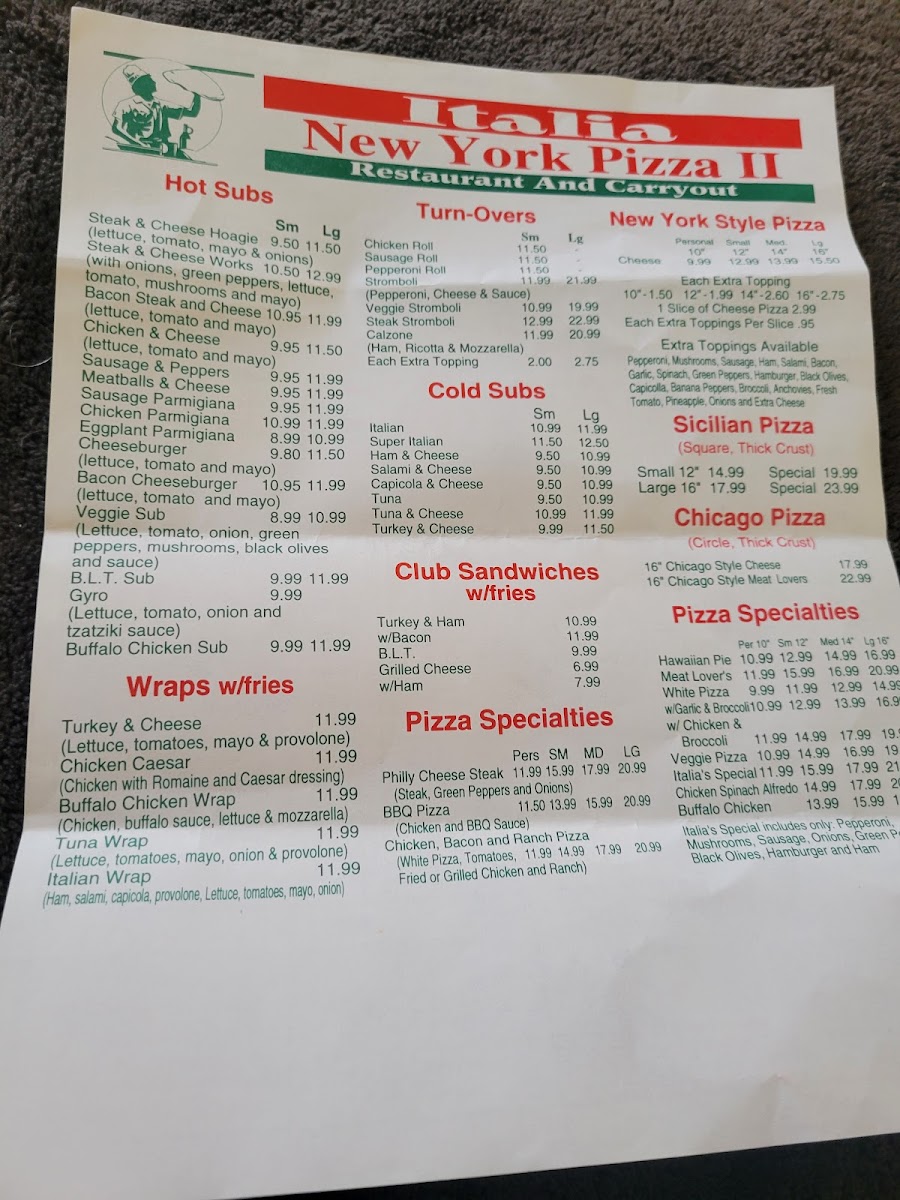 Italia
New York Pizza II
Restaurant And Carryout
Hot Subs
Sm Lg
Steak & Cheese Hoagie 9.50 11.50
(lettuce, tomato, mayo & onions)
Steak & Cheese Works 10.50 12.99
(with onions, green peppers, lettuce,
tomato, mushrooms and mayo)
Bacon Steak and Cheese 10.95 11.99
(lettuce, tomato and mayo)
Chicken & Cheese 9.95 11.50
(lettuce, tomato and mayo)
Sausage & Peppers 9.95 11.99
Meatballs & Cheese 9.95 11.99
Sausage Parmigiana 9.95 11.99
Chicken Parmigiana 10.99 11.99
Eggplant Parmigiana 8.99 10.99
Cheeseburger 9.80 11.50
(lettuce, tomato and mayo)
Bacon Cheeseburger 10.95 11.99
(lettuce, tomato and mayo)
Veggie Sub 8.99 10.99
(Lettuce, tomato, onion, green
peppers, mushrooms, black olives
and sauce)
B.L.T. Sub 9.99 11.99
Gyro 9.99
(Lettuce, tomato, onion and
tzatziki sauce)
Buffalo Chicken Sub 9.99 11.99
Wraps w/fries
Turkey & Cheese 11.99
(Lettuce, tomatoes, mayo & provolone)
Chicken Caesar 11.99
(Chicken with Romaine and Caesar dressing)
Buffalo Chicken Wrap 11.99
(Chicken, buffalo sauce, lettuce & mozzarella)
Tuna Wrap 11.99
(Lettuce, tomatoes, mayo, onion & provolone)
Italian Wrap 11.99
(Ham, salami, capicola, provolone, Lettuce, tomatoes, mayo, onion)
Turn-Overs
Sm Lg
Chicken Roll 11.50 -
Sausage Roll 11.50 -
Pepperoni Roll 11.50 -
Stromboli 11.99 21.99
(Pepperoni, Cheese & Sauce)
Veggie Stromboli 10.99 19.99
Steak Stromboli 12.99 22.99
Calzone 11.99 20.99
(Ham, Ricotta & Mozzarella)
Each Extra Topping 2.00 2.75
Cold Subs
Sm Lg
Italian 10.99 11.99
Super Italian 11.50 12.50
Ham & Cheese 9.50 10.99
Salami & Cheese 9.50 10.99
Capicola & Cheese 9.50 10.99
Tuna 9.50 10.99
Tuna & Cheese 10.99 11.99
Turkey & Cheese 9.99 11.50
Club Sandwiches
w/fries
Turkey & Ham 10.99
w/Bacon 11.99
B.L.T. 9.99
Grilled Cheese 6.99
w/Ham 7.99
Pizza Specialties
Pers SM MD LG
Philly Cheese Steak 11.99 15.99 17.99 20.99
(Steak, Green Peppers and Onions)
BBQ Pizza 11.50 13.99 15.99 20.99
(Chicken and BBQ Sauce)
Chicken, Bacon and Ranch Pizza
(White Pizza, Tomatoes, 11.99 14.99 17.99 20.99
Fried or Grilled Chicken and Ranch)
New York Style Pizza
Personal Small Med. Lg
10" 12" 14" 16"
Cheese 9.99 12.99 13.99 15.50
Each Extra Topping
10"-1.50 12"-1.99 14"-2.60 16"-2.75
1 Slice of Cheese Pizza 2.99
Each Extra Toppings Per Slice .95
Extra Toppings Available
Pepperoni, Mushrooms, Sausage, Ham, Salami, Bacon,
Garlic, Spinach, Green Peppers, Hamburger, Black Olives,
Capicolla, Banana Peppers, Broccoli, Anchovies, Fresh
Tomato, Pineapple, Onions and Extra Cheese
Sicilian Pizza
(Square, Thick Crust)
Small 12" 14.99 Special 19.99
Large 16" 17.99 Special 23.99
Chicago Pizza
(Circle, Thick Crust)
16" Chicago Style Cheese 17.99
16" Chicago Style Meat Lovers 22.99
Pizza Specialties
Per 10" Sm 12" Med 14" Lg 16"
Hawaiian Pie 10.99 12.99 14.99 16.99
Meat Lover's 11.99 15.99 16.99 20.99
White Pizza 9.99 11.99 12.99 14.99
w/Garlic & Broccoli 10.99 12.99 13.99 16.9
w/ Chicken &
Broccoli 11.99 14.99 17.99 19.
Veggie Pizza 10.99 14.99 16.99 19
Italia's Special 11.99 15.99 17.99 21
Chicken Spinach Alfredo 14.99 17.99 2
Buffalo Chicken 13.99 15.99 1
Italia's Special includes only: Pepperoni,
Mushrooms, Sausage, Onions, Green P
Black Olives, Hamburger and Ham